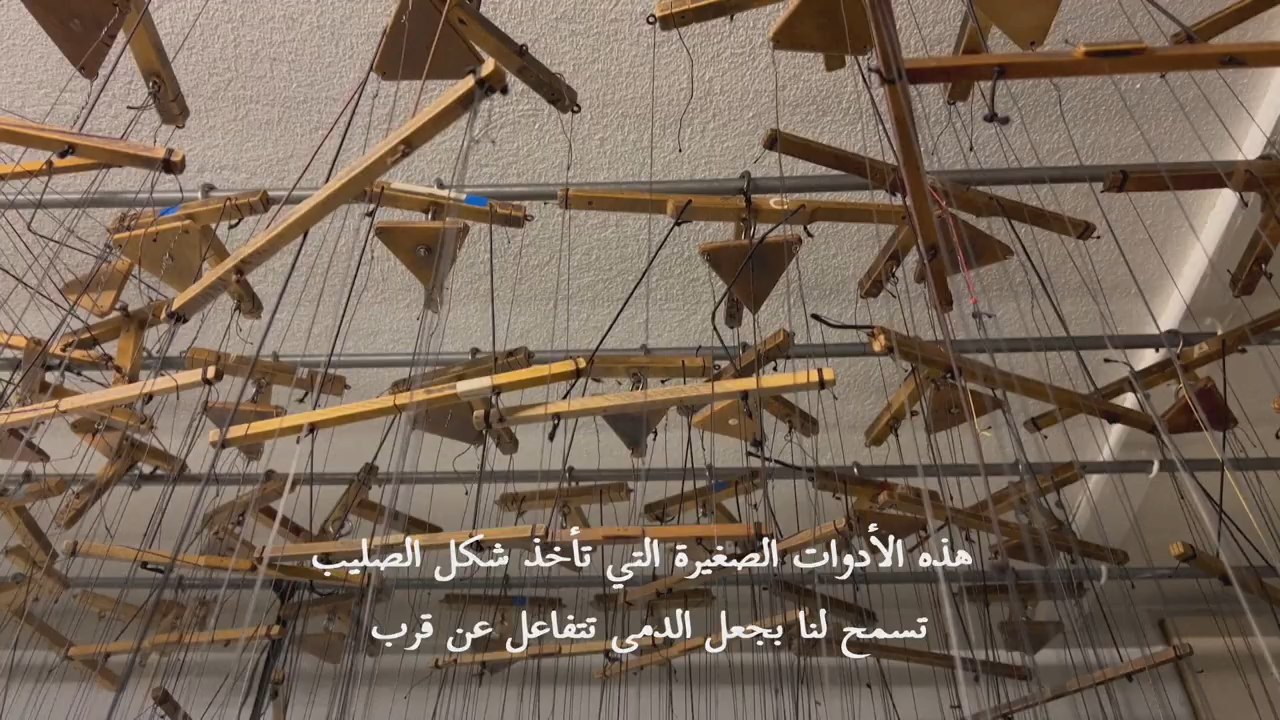 هذه الأدوات الصغيرة التي تأخذ شكل الصليب
تسمح لنا بجعل الدمى تتفاعل عن قرب